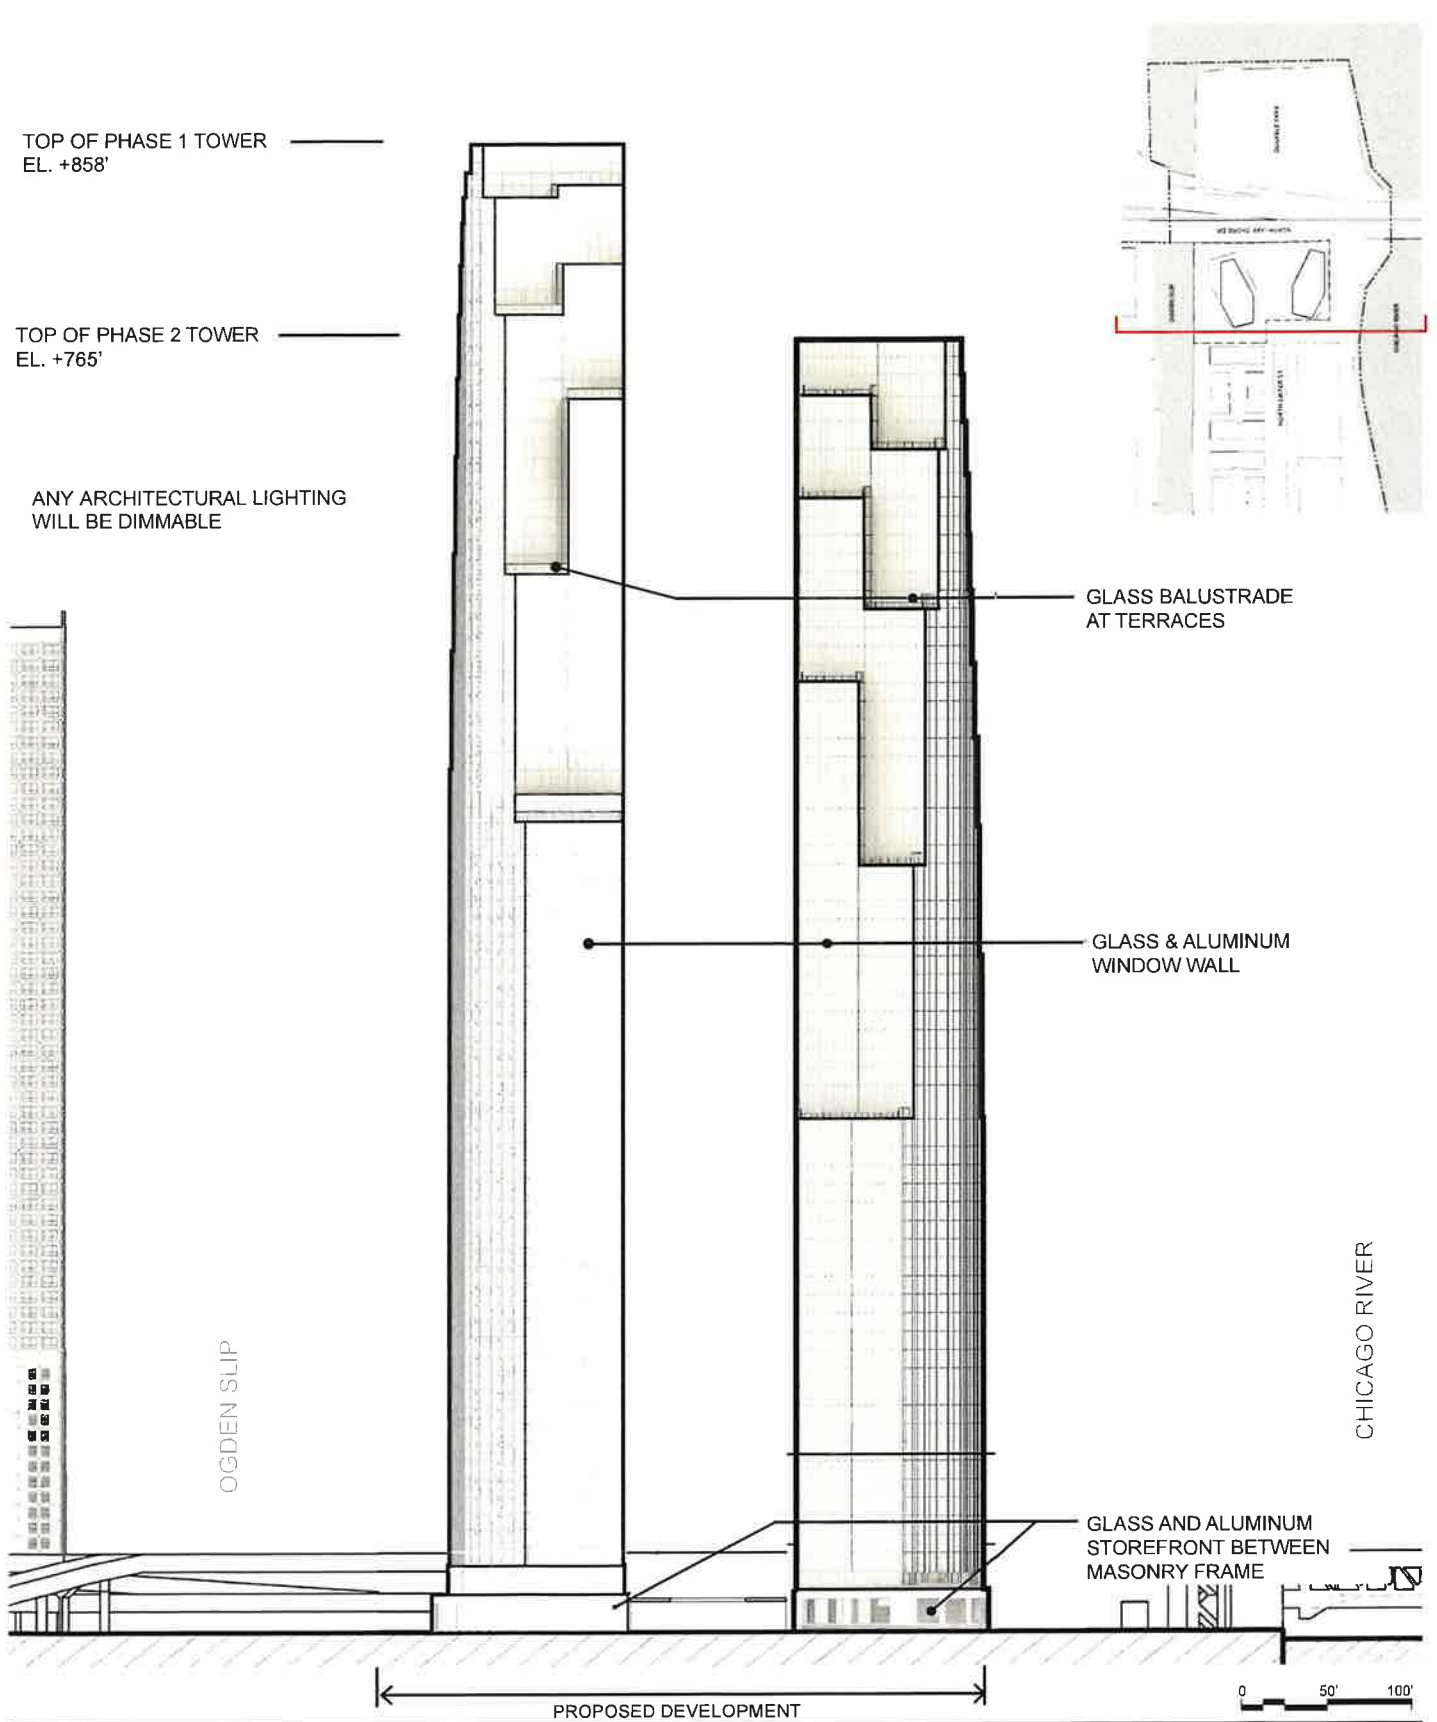 TOP OF PHASE 1 TOWER
EL. +858'
TOP OF PHASE 2 TOWER
EL. +765'
ANY ARCHITECTURAL LIGHTING
WILL BE DIMMABLE
GLASS BALUSTRADE
AT TERRACES
GLASS & ALUMINUM
WINDOW WALL
OGDEN SLIP
CHICAGO RIVER
GLASS AND ALUMINUM
STOREFRONT BETWEEN
MASONRY FRAME
PROPOSED DEVELOPMENT
0 50' 100'